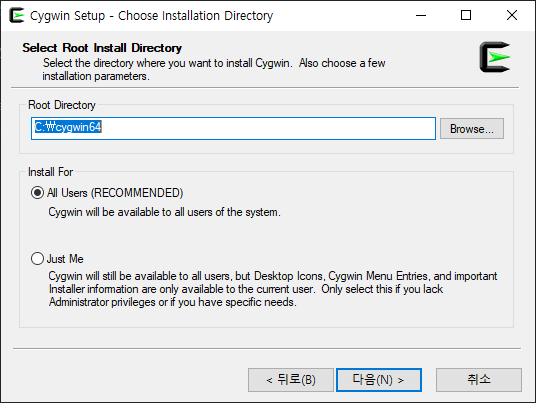 Cygwin Setup - Choose Installation Directory
Select Root Install Directory
Select the directory where you want to install Cygwin.  Also choose a few
installation parameters.
Root Directory
C:₩cygwin64
Browse...
Install For
All Users (RECOMMENDED)
Cygwin will be available to all users of the system.
Just Me
Cygwin will still be available to all users, but Desktop Icons, Cygwin Menu Entries, and important
Installer information are only available to the current user.  Only select this if you lack
Administrator privileges or if you have specific needs.
< 뒤로(B)
다음(N) >
취소